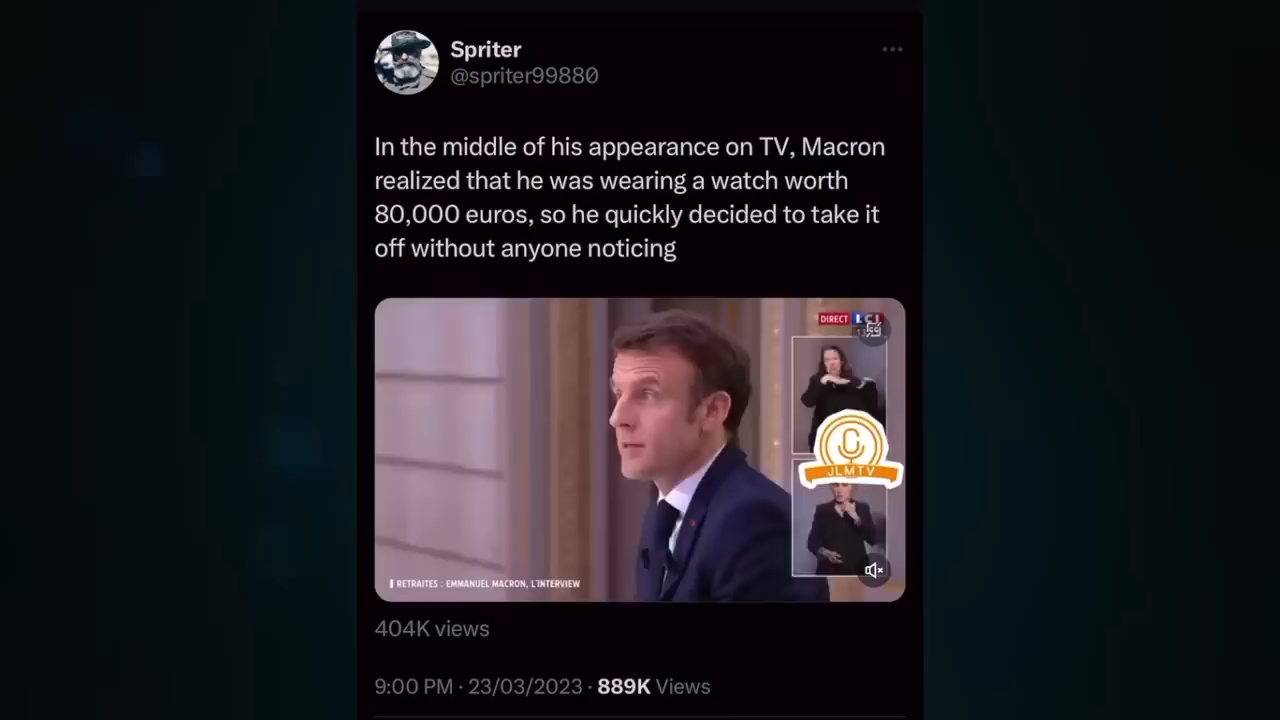 Spriter
@spriter99880
In the middle of his appearance on TV, Macron
realized that he was wearing a watch worth
80,000 euros, so he quickly decided to take it
off without anyone noticing
DIRECT LCI
JLMTV
RETRAITES : EMMANUEL MACRON, L'INTERVIEW
404K views
9:00 PM · 23/03/2023 · 889K Views